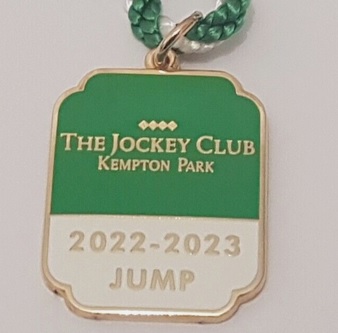 THE JOCKEY CLUB
KEMPTON PARK
2022-2023
JUMP